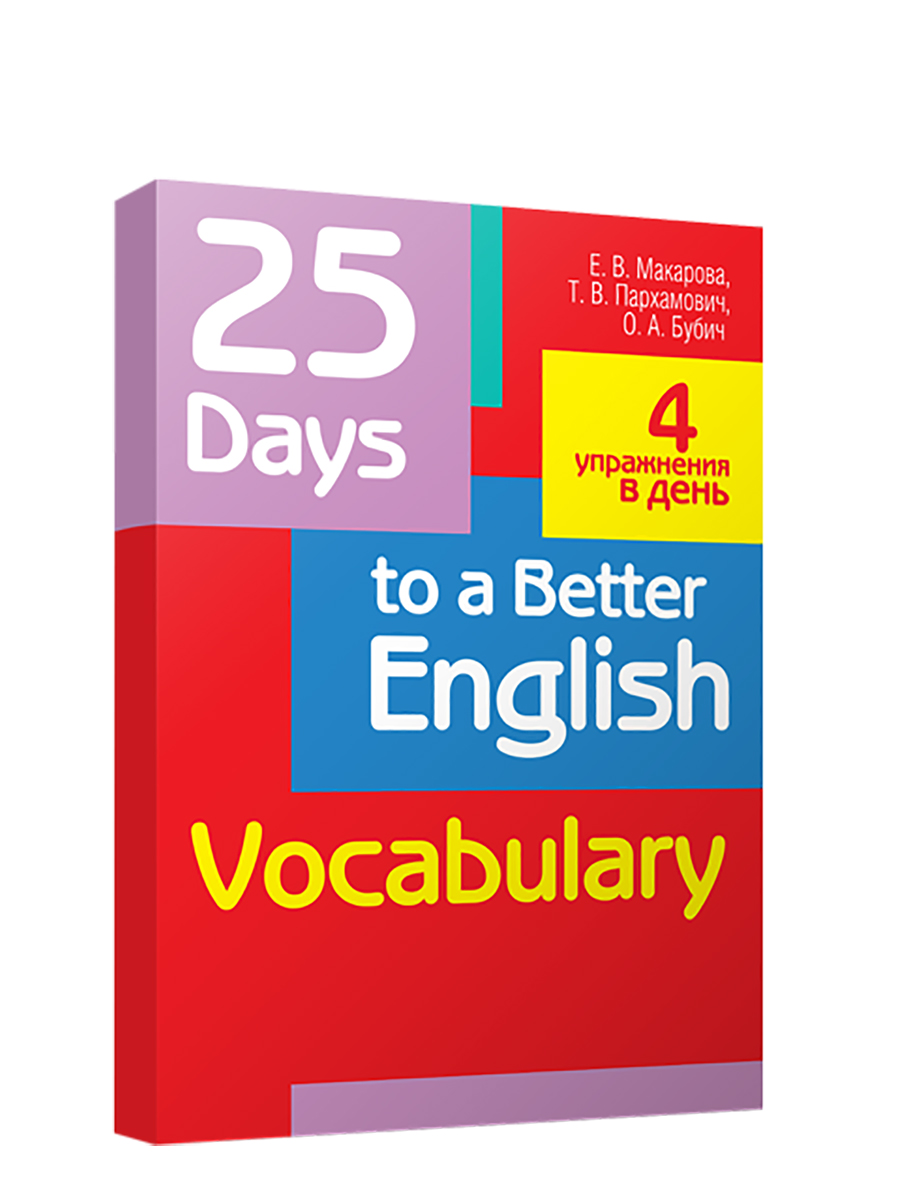 25
Days
Е. В. Макарова,
Т. В. Пархамович,
О. А. Бубич
4
упражнения
в день
to a Better
English
Vocabulary